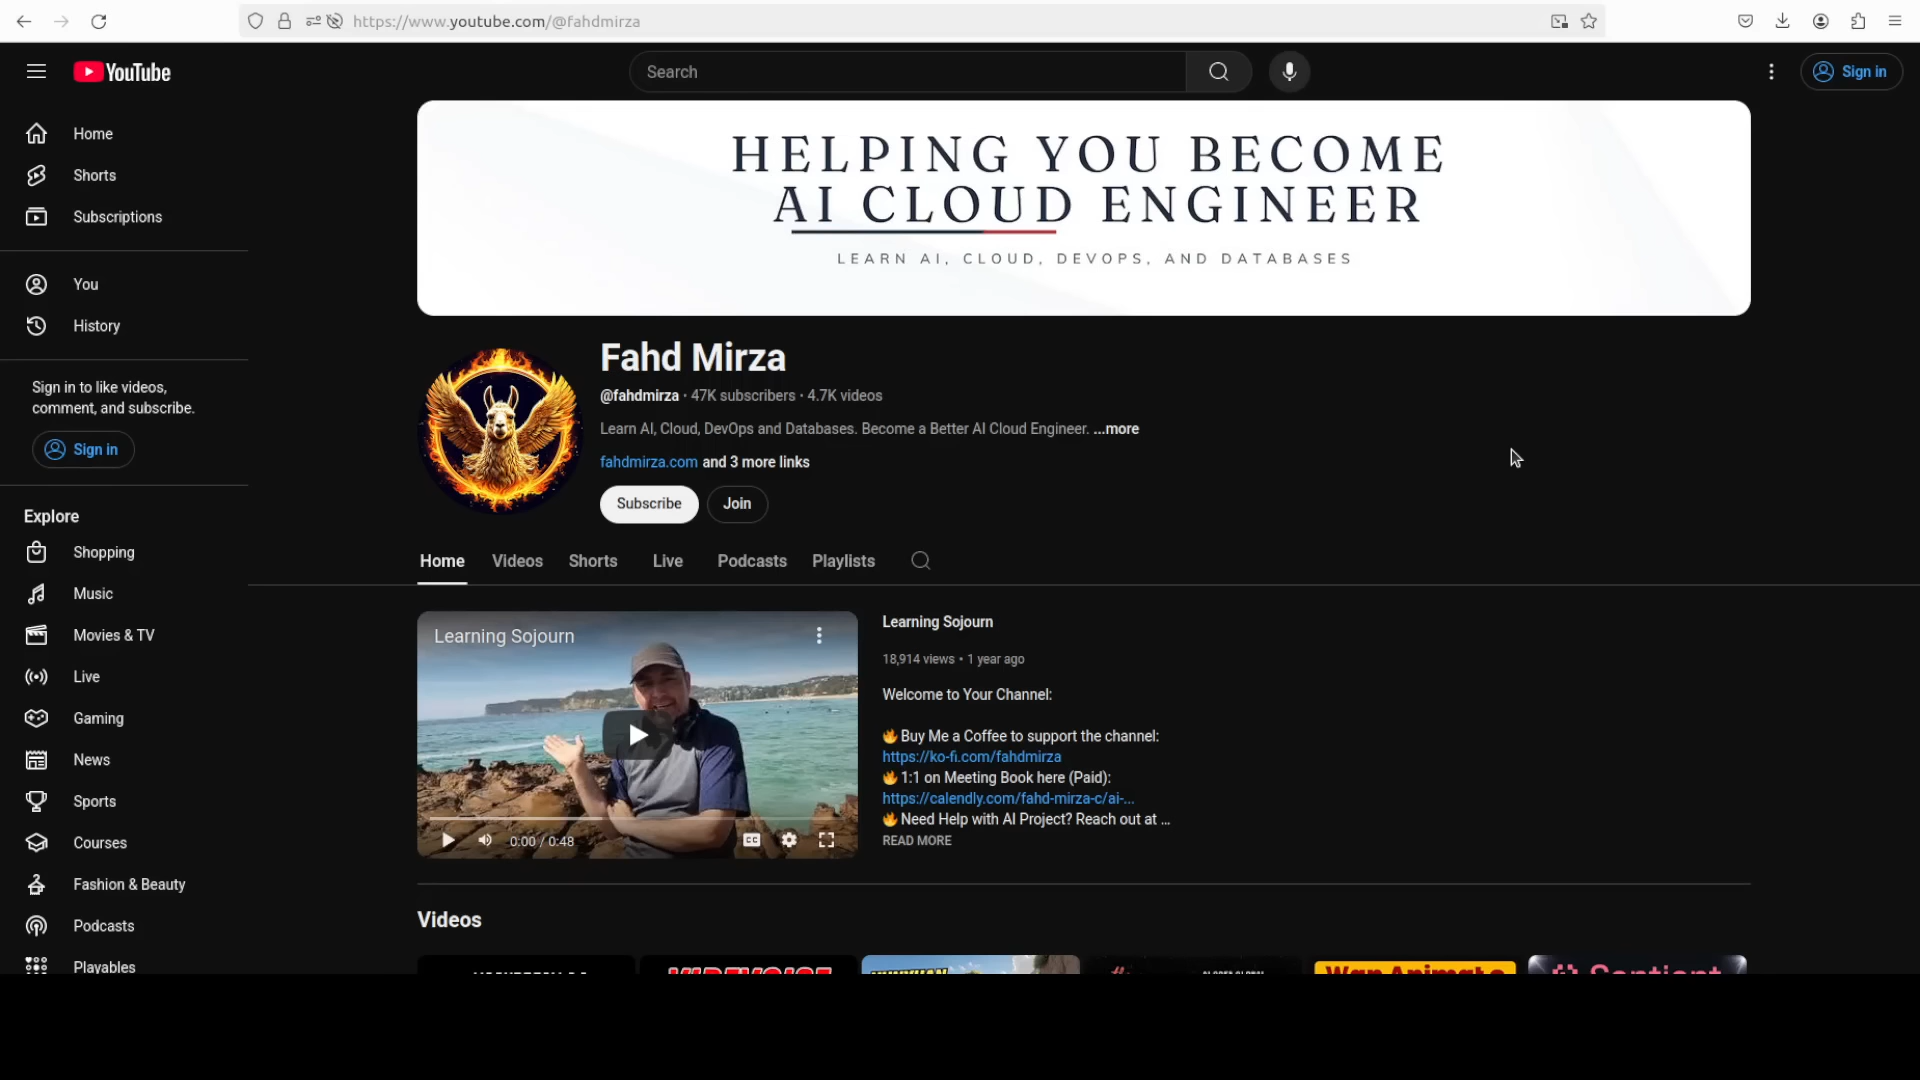 https://www.youtube.com/@fahdmirza
YouTube
Search
Sign in
Home
Shorts
Subscriptions
You
History
Sign in to like videos,
comment, and subscribe.
Sign in
Explore
Shopping
Music
Movies & TV
Live
Gaming
News
Sports
Courses
Fashion & Beauty
Podcasts
Playables
HELPING YOU BECOME
AI CLOUD ENGINEER
LEARN AI, CLOUD, DEVOPS, AND DATABASES
Fahd Mirza
@fahdmirza · 47K subscribers · 4.7K videos
Learn AI, Cloud, DevOps and Databases. Become a Better AI Cloud Engineer. ...more
fahdmirza.com and 3 more links
Subscribe Join
Home Videos Shorts Live Podcasts Playlists
Learning Sojourn
0:00 / 0:48
CC
Learning Sojourn
18,914 views • 1 year ago
Welcome to Your Channel:
🔥Buy Me a Coffee to support the channel:
https://ko-fi.com/fahdmirza
🔥1:1 on Meeting Book here (Paid):
https://calendly.com/fahd-mirza-c/ai-...
🔥Need Help with AI Project? Reach out at ...
READ MORE
Videos
Wan Animate
Sentient